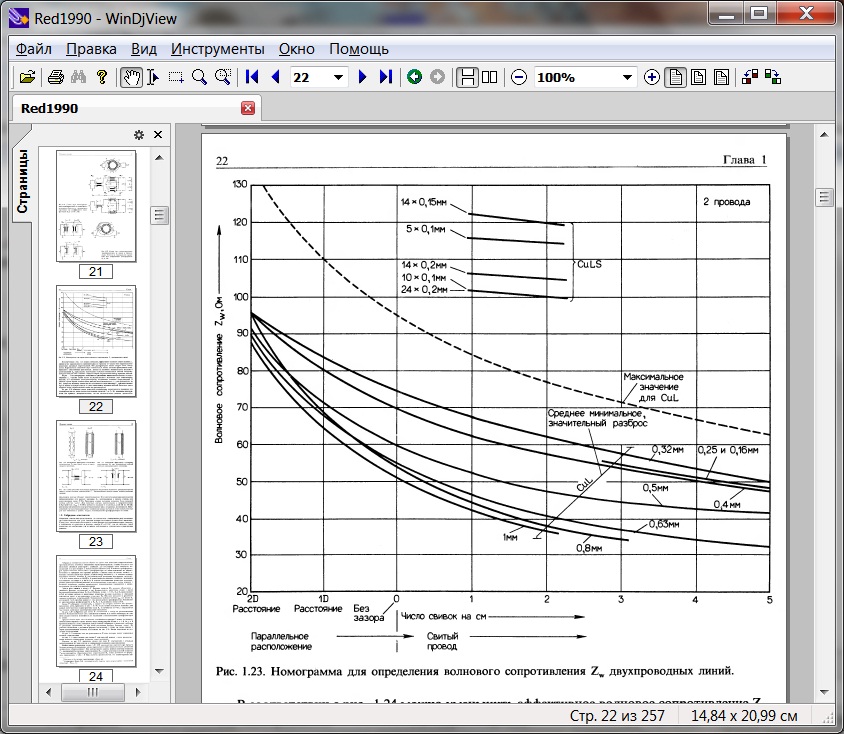 Red1990 - WinDjView
Файл Правка Вид Инструменты Окно Помощь
22 100%
Red1990
Страницы
21
22
23
24
22 Глава 1
130
120
110
100
90
80
70
60
50
40
30
20
Волновое сопротивление Zw, Ом
2 провода
14 × 0,15мм
5 × 0,1мм
14 × 0,2мм
10 × 0,1мм
24 × 0,2мм
CuLS
Максимальное
значение
для CuL
Среднее минимальное,
значительный разброс
CuL
0,32мм
0,25 и 0,16мм
0,5мм
0,4мм
0,63мм
0,8мм
1мм
2D 1D 0 1 2 3 4 5
Расстояние Расстояние Без
зазора
Число свивок на см
Параллельное
расположение
Свитый
провод
Рис. 1.23. Номограмма для определения волнового сопротивления Zw двухпроводных линий.
Стр. 22 из 257 14,84 x 20,99 см